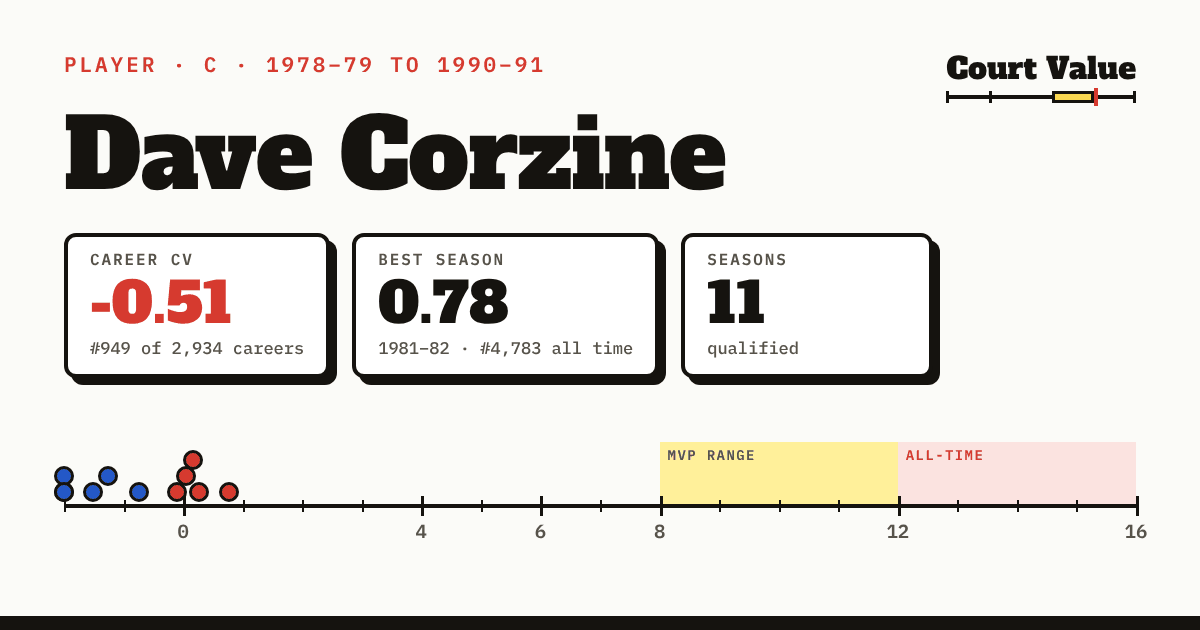 PLAYER · C · 1978–79 TO 1990–91
Court Value
Dave Corzine
CAREER CV
-0.51
#949 of 2,934 careers
BEST SEASON
0.78
1981–82 · #4,783 all time
SEASONS
11
qualified
MVP RANGE
ALL-TIME
0 4 6 8 12 16